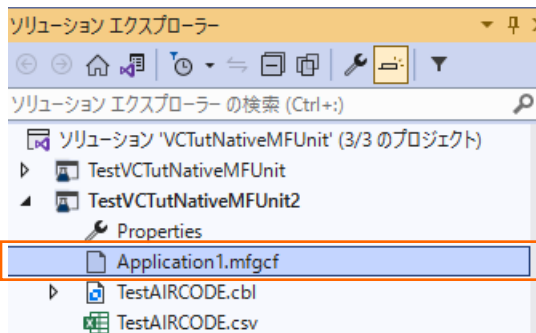 ソリューション エクスプローラー
ソリューション エクスプローラー の検索 (Ctrl+:)
ソリューション 'VCTutNativeMFUnit' (3/3 のプロジェクト)
TestVCTutNativeMFUnit
TestVCTutNativeMFUnit2
Properties
Application1.mfgcf
TestAIRCODE.cbl
TestAIRCODE.csv